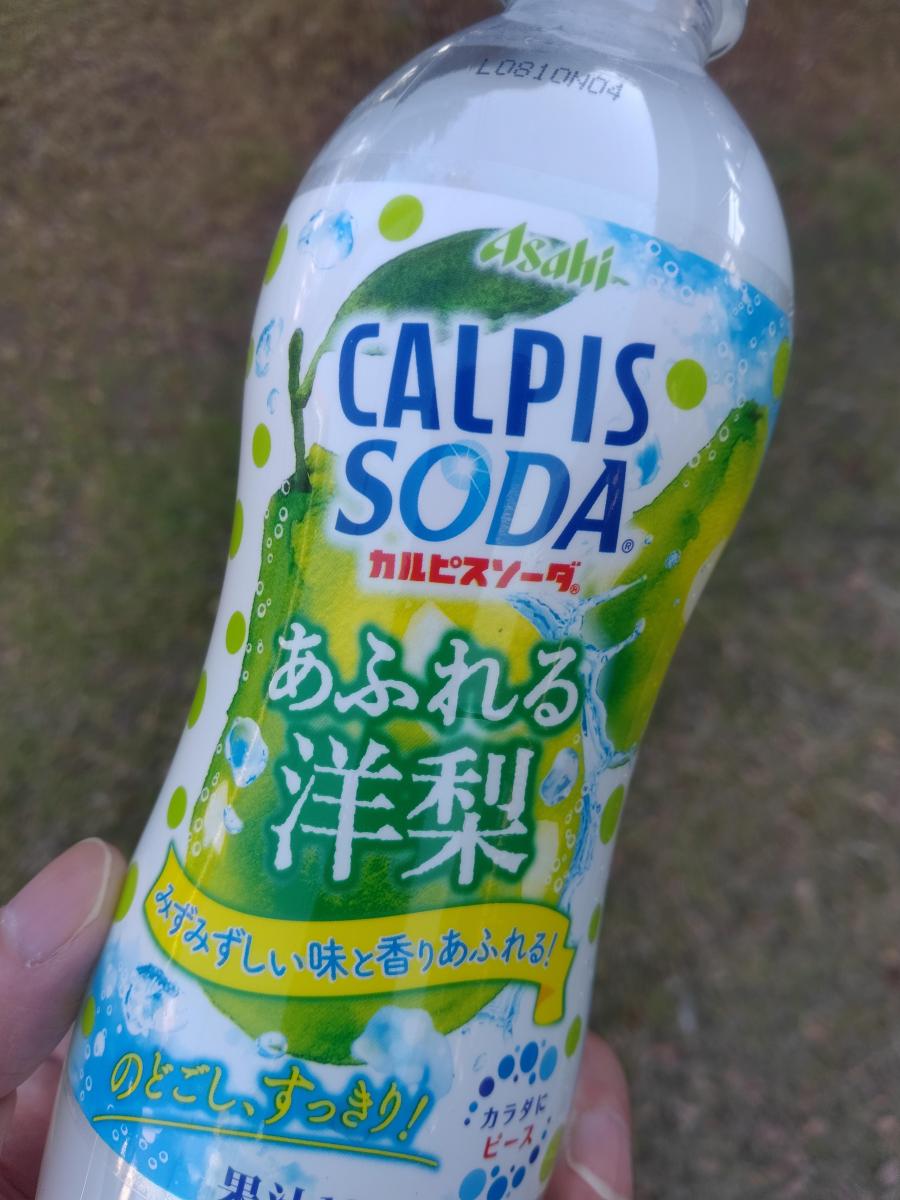 L0810N04
Asahi
CALPIS
SODA®
カルピスソーダ®
あふれる
洋梨
みずみずしい味と香りあふれる!
のどごし、すっきり!
カラダに
ピース
果汁